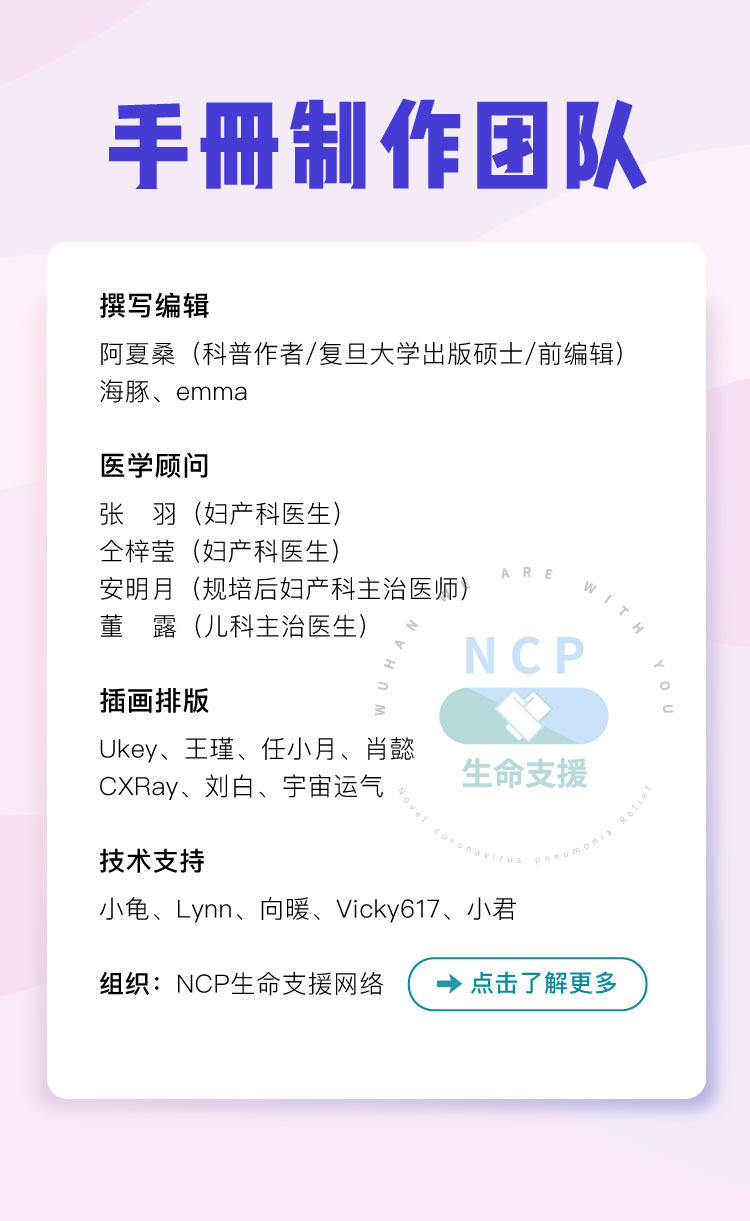 手冊制作团队
撰写编辑
阿夏桑（科普作者/复旦大学出版硕士/前编辑）
海豚、emma
医学顾问
张　羽（妇产科医生）
仝梓莹（妇产科医生）
安明月（规培后妇产科主治医师）
董　露（儿科主治医生）
WUHAN WE ARE WITH YOU
NCP
生命支援
Novel coronavirus pneumonia Relief
插画排版
Ukey、王瑾、任小月、肖懿
CXRay、刘白、宇宙运气
技术支持
小龟、Lynn、向暖、Vicky617、小君
组织：NCP生命支援网络
点击了解更多